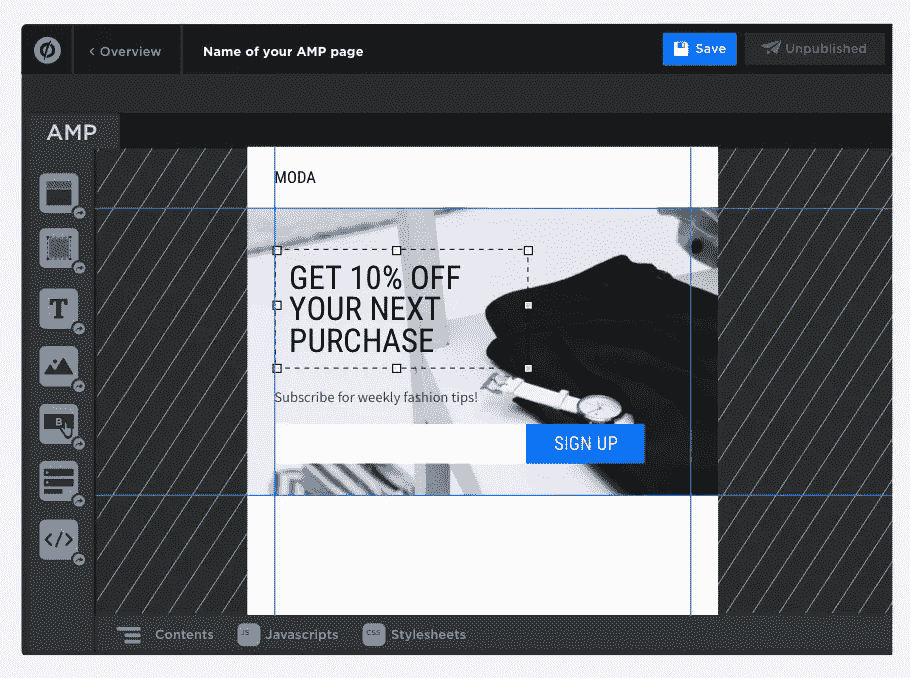 ‹ Overview
Name of your AMP page
Save
Unpublished
AMP
MODA
GET 10% OFF
YOUR NEXT
PURCHASE
Subscribe for weekly fashion tips!
SIGN UP
T
B
</>
Contents
JS
Javascripts
CSS
Stylesheets